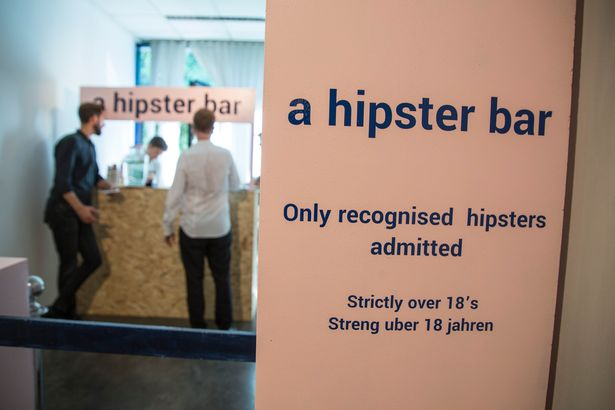 a hipster bar
a hipster bar
Only recognised hipsters
admitted
Strictly over 18's
Streng uber 18 jahren